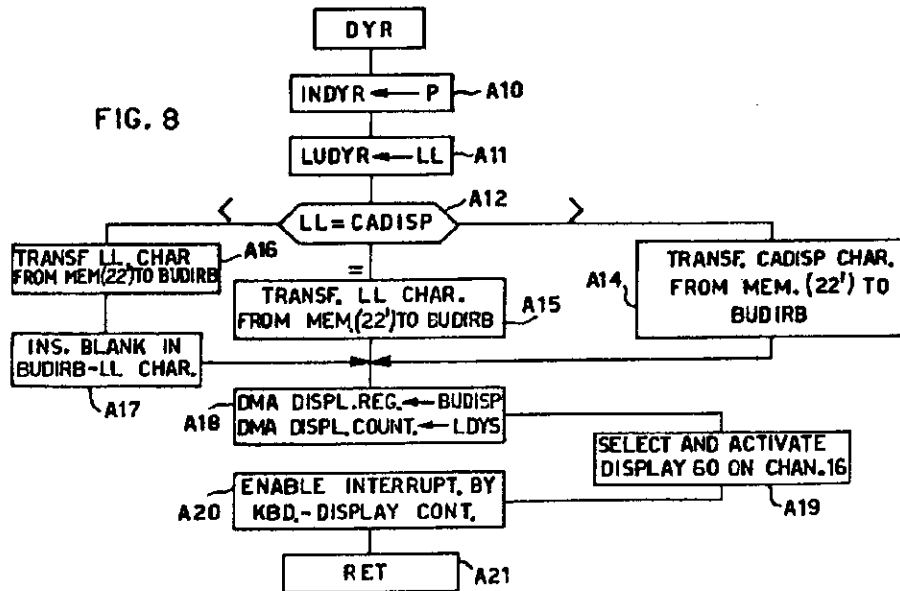 DYR
INDYR ← P
A10
FIG. 8
LUDYR ← LL
A11
A12
<
LL = CADISP
>
TRANSF LL. CHAR
FROM MEM(22') TO BUDIRB
A16
=
TRANSF. LL CHAR.
FROM MEM.(22') TO BUDIRB
A15
A14
TRANSF. CADISP CHAR.
FROM MEM. (22') TO
BUDIRB
INS. BLANK IN
BUDIRB-LL CHAR.
A17
A18
DMA DISPL.REG. ← BUDISP
DMA DISPL.COUNT. ← LDYS
SELECT AND ACTIVATE
DISPLAY 60 ON CHAN.16
A19
A20
ENABLE INTERRUPT. BY
KBD.-DISPLAY CONT.
RET
A21